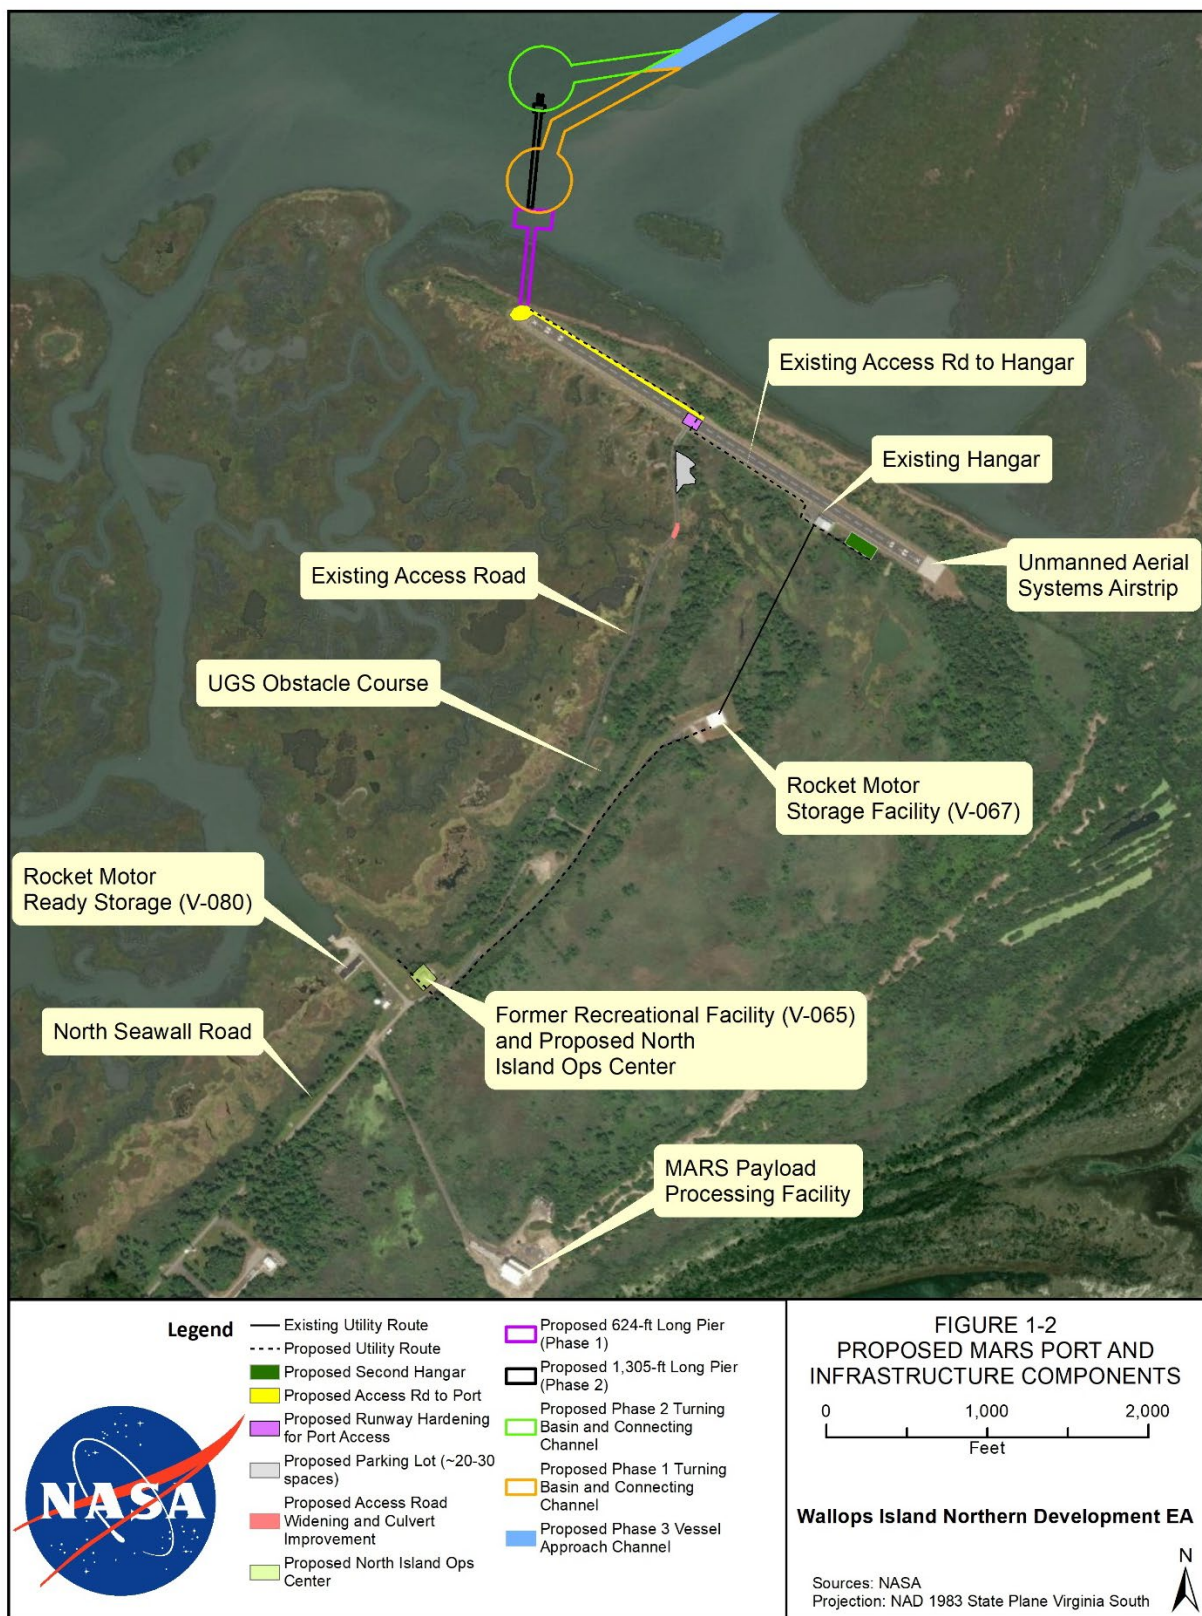 Existing Access Rd to Hangar
Existing Hangar
Unmanned Aerial
Systems Airstrip
Existing Access Road
UGS Obstacle Course
Rocket Motor
Storage Facility (V-067)
Rocket Motor
Ready Storage (V-080)
Former Recreational Facility (V-065)
and Proposed North
Island Ops Center
North Seawall Road
MARS Payload
Processing Facility
Legend
Existing Utility Route
Proposed Utility Route
Proposed Second Hangar
Proposed Access Rd to Port
Proposed Runway Hardening
for Port Access
Proposed Parking Lot (~20-30
spaces)
Proposed Access Road
Widening and Culvert
Improvement
Proposed North Island Ops
Center
Proposed 624-ft Long Pier
(Phase 1)
Proposed 1,305-ft Long Pier
(Phase 2)
Proposed Phase 2 Turning
Basin and Connecting
Channel
Proposed Phase 1 Turning
Basin and Connecting
Channel
Proposed Phase 3 Vessel
Approach Channel
NASA
FIGURE 1-2
PROPOSED MARS PORT AND
INFRASTRUCTURE COMPONENTS
0 1,000 2,000
Feet
Wallops Island Northern Development EA
N
Sources: NASA
Projection: NAD 1983 State Plane Virginia South